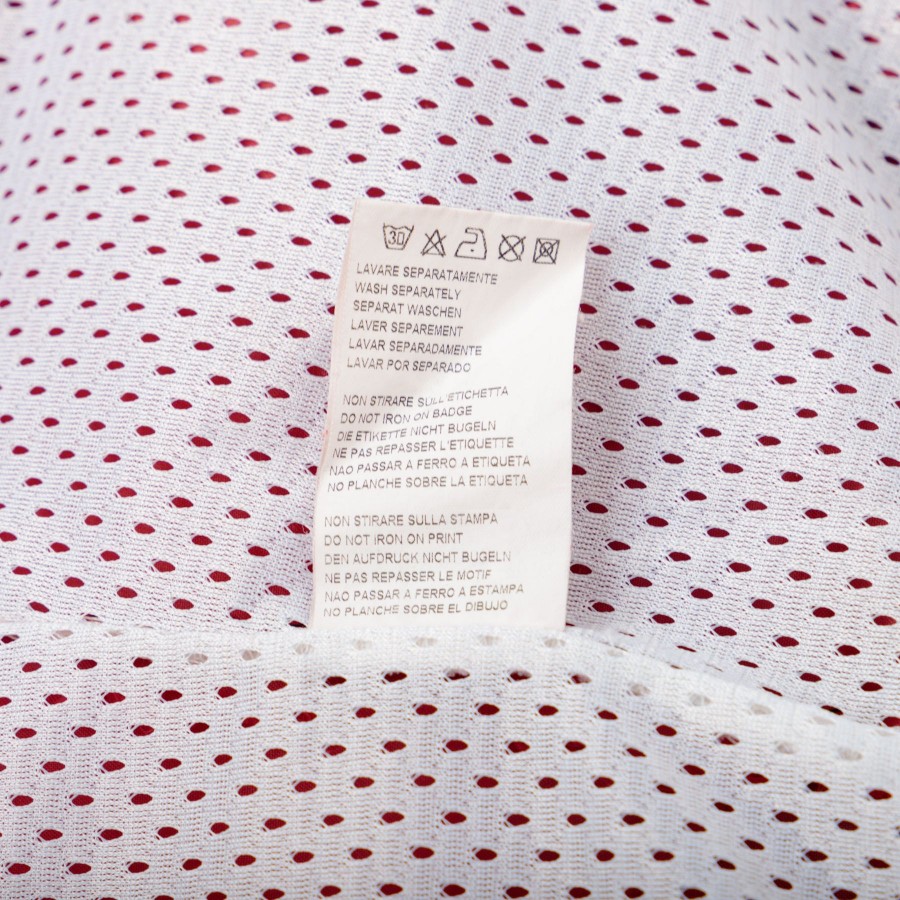 30
LAVARE SEPARATAMENTE
WASH SEPARATELY
SEPARAT WASCHEN
LAVER SEPAREMENT
LAVAR SEPARADAMENTE
LAVAR POR SEPARADO
NON STIRARE SULL'ETICHETTA
DO NOT IRON ON BADGE
DIE ETIKETTE NICHT BUGELN
NE PAS REPASSER L'ETIQUETTE
NAO PASSAR A FERRO A ETIQUETA
NO PLANCHE SOBRE LA ETIQUETA
NON STIRARE SULLA STAMPA
DO NOT IRON ON PRINT
DEN AUFDRUCK NICHT BUGELN
NE PAS REPASSER LE MOTIF
NAO PASSAR A FERRO A ESTAMPA
NO PLANCHE SOBRE EL DIBUJO